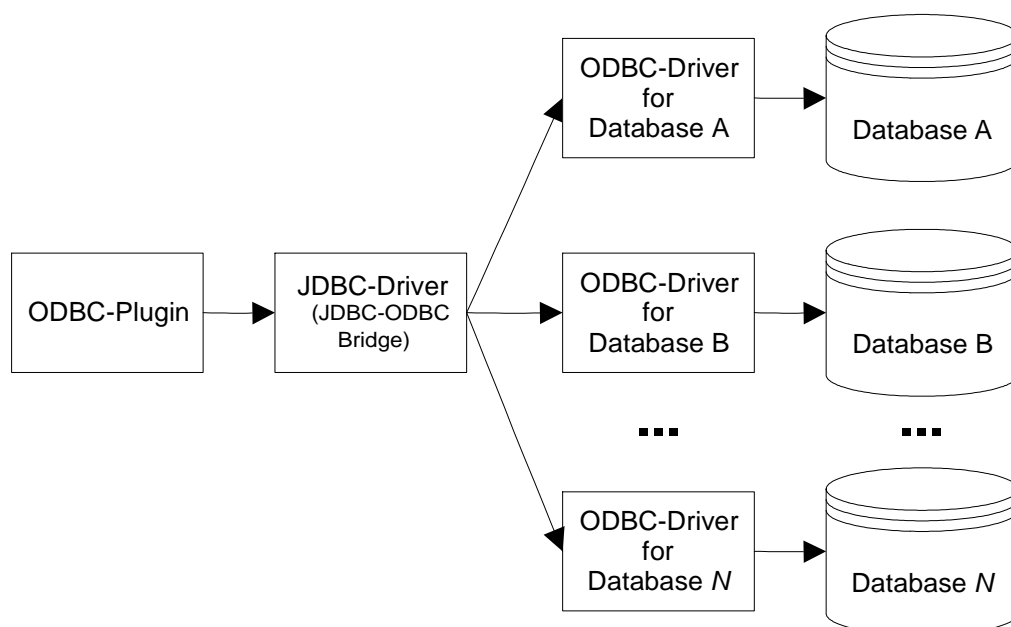 ODBC-Driver
for
Database A
Database A
ODBC-Plugin
JDBC-Driver
(JDBC-ODBC
Bridge)
ODBC-Driver
for
Database B
Database B
...
...
ODBC-Driver
for
Database N
Database N